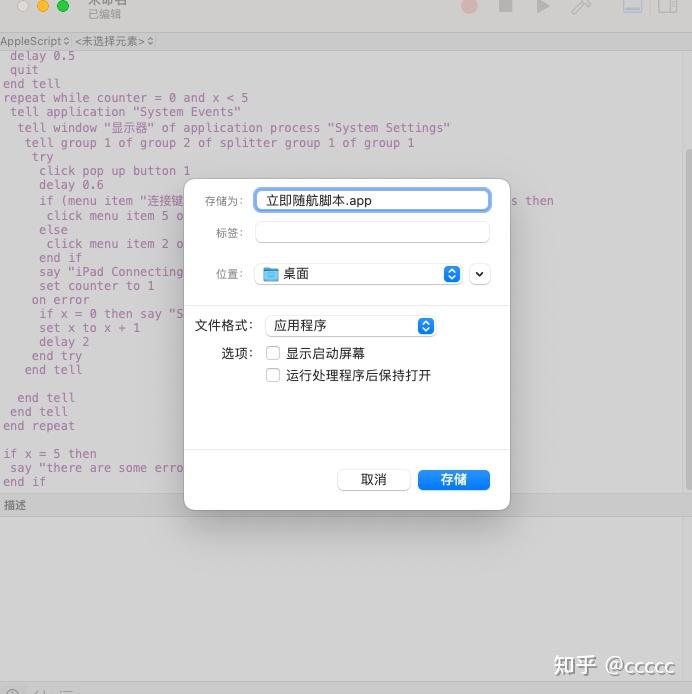 未命名
已编辑
AppleScript <未选择元素>
delay 0.5
quit
end tell
repeat while counter = 0 and x < 5
tell application "System Events"
tell window "显示器" of application process "System Settings"
tell group 1 of group 2 of splitter group 1 of group 1
try
click pop up button 1
delay 0.6
if (menu item "连接键 s then
click menu item 5 o
else
click menu item 2 o
end if
say "iPad Connecting
set counter to 1
on error
if x = 0 then say "S
set x to x + 1
delay 2
end try
end tell
end tell
end tell
end repeat
if x = 5 then
say "there are some erro
end if
描述
存储为：
立即随航脚本.app
标签：
位置：
桌面
文件格式：
应用程序
选项：
显示启动屏幕
运行处理程序后保持打开
取消
存储
知乎 @ccccc